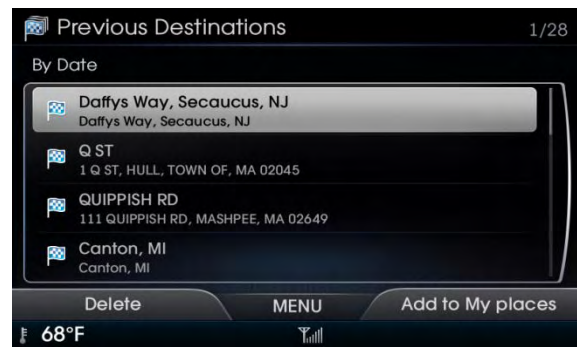 Previous Destinations 1/28
By Date
Daffys Way, Secaucus, NJ
Daffys Way, Secaucus, NJ
Q ST
1 Q ST, HULL, TOWN OF, MA 02045
QUIPPISH RD
111 QUIPPISH RD, MASHPEE, MA 02649
Canton, MI
Canton, MI
Delete MENU Add to My places
68°F